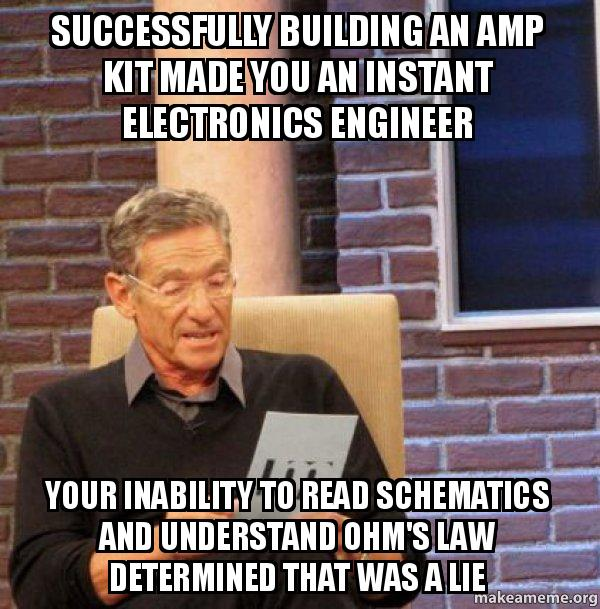 SUCCESSFULLY BUILDING AN AMP
KIT MADE YOU AN INSTANT
ELECTRONICS ENGINEER
YOUR INABILITY TO READ SCHEMATICS
AND UNDERSTAND OHM'S LAW
DETERMINED THAT WAS A LIE
makeameme.org